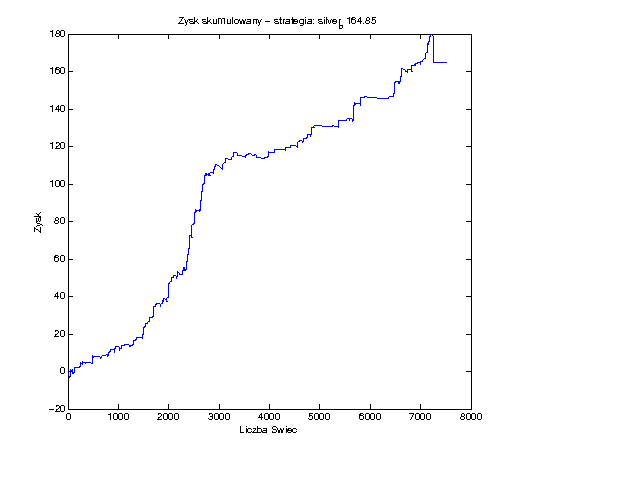 Zysk skumulowany – strategia: silver_b 164.85
180
160
140
120
100
80
60
40
20
0
−20
Zysk
0 1000 2000 3000 4000 5000 6000 7000 8000
Liczba Swiec